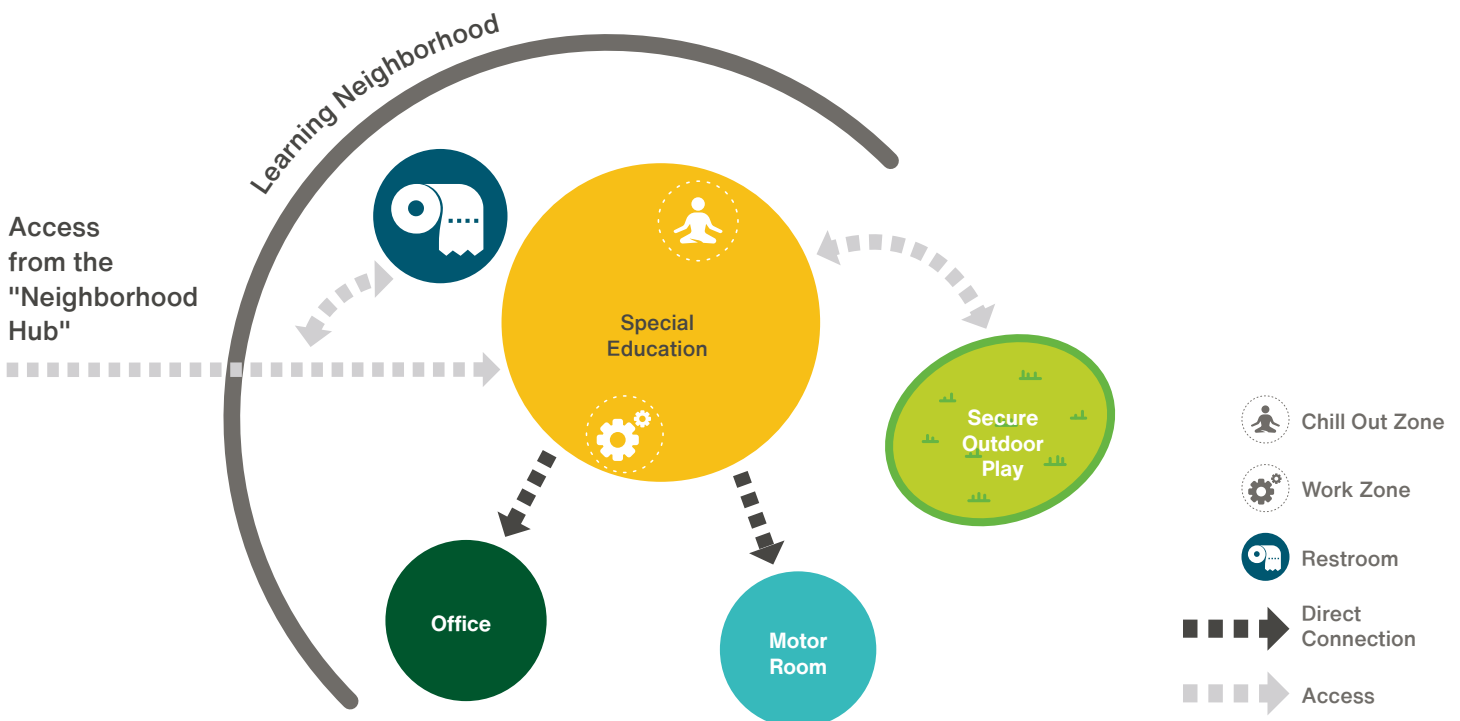 Learning Neighborhood
Access
from the
"Neighborhood
Hub"
Special
Education
Secure
Outdoor
Play
Office
Motor
Room
Chill Out Zone
Work Zone
Restroom
Direct
Connection
Access